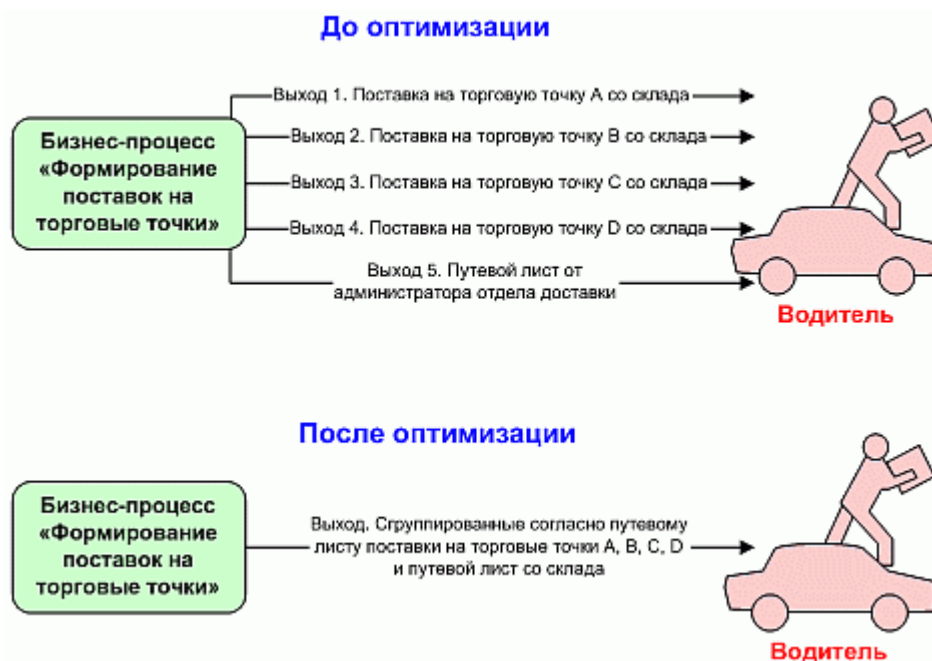 До оптимизации
Бизнес-процесс
«Формирование
поставок на
торговые точки»
Выход 1. Поставка на торговую точку A со склада
Выход 2. Поставка на торговую точку B со склада
Выход 3. Поставка на торговую точку C со склада
Выход 4. Поставка на торговую точку D со склада
Выход 5. Путевой лист от
администратора отдела доставки
Водитель
После оптимизации
Бизнес-процесс
«Формирование
поставок на
торговые точки»
Выход. Сгруппированные согласно путевому
листу поставки на торговые точки A, B, C, D
и путевой лист со склада
Водитель